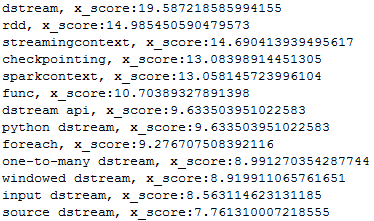 dstream, x_score:19.587218585994155
rdd, x_score:14.985450590479573
streamingcontext, x_score:14.690413939495617
checkpointing, x_score:13.08398914451305
sparkcontext, x_score:13.058145723996104
func, x_score:10.70389327891398
dstream api, x_score:9.633503951022583
python dstream, x_score:9.633503951022583
foreach, x_score:9.276707508392116
one-to-many dstream, x_score:8.991270354287744
windowed dstream, x_score:8.919911065761651
input dstream, x_score:8.563114623131185
source dstream, x_score:7.761310007218555